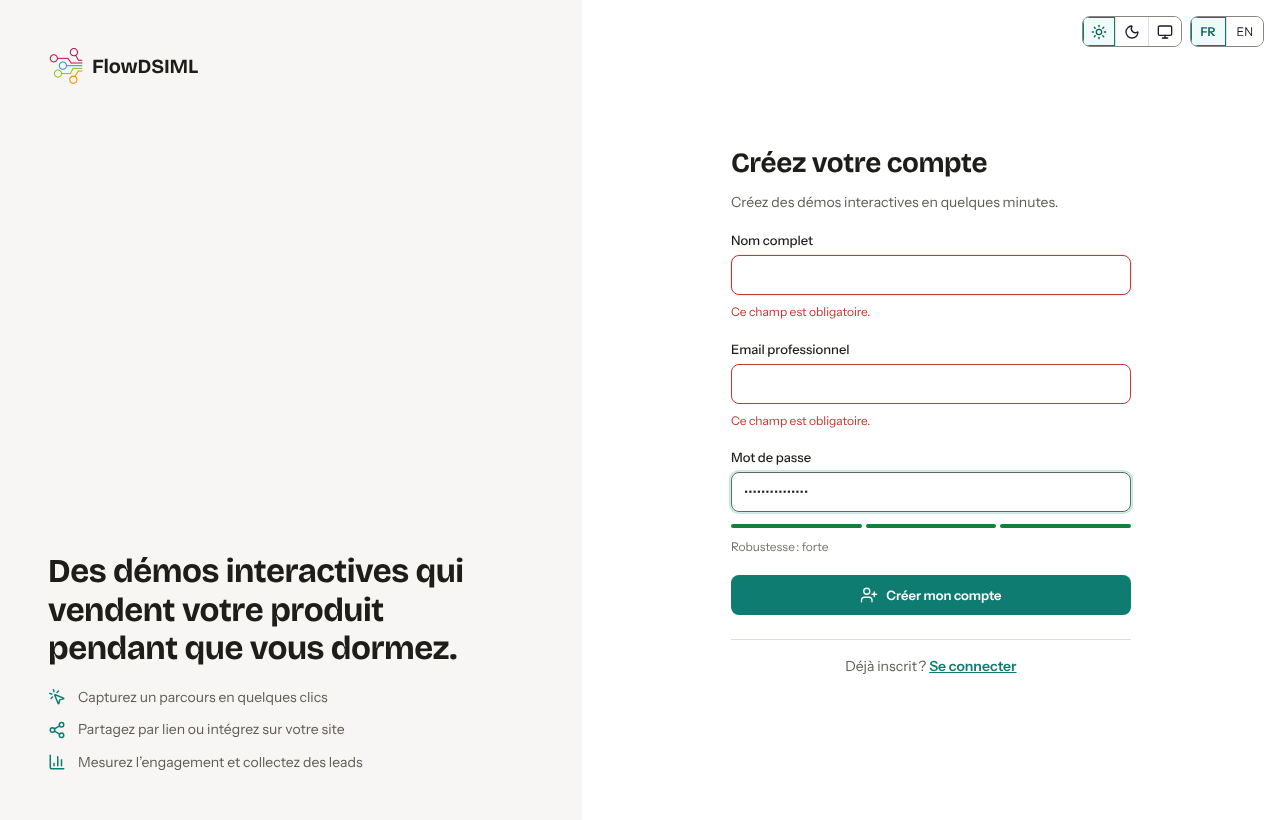 FlowDSIML
FR
EN
Créez votre compte
Créez des démos interactives en quelques minutes.
Nom complet
Ce champ est obligatoire.
Email professionnel
Ce champ est obligatoire.
Mot de passe
•••••••••••••••
Robustesse : forte
Créer mon compte
Déjà inscrit ? Se connecter
Des démos interactives qui
vendent votre produit
pendant que vous dormez.
Capturez un parcours en quelques clics
Partagez par lien ou intégrez sur votre site
Mesurez l’engagement et collectez des leads